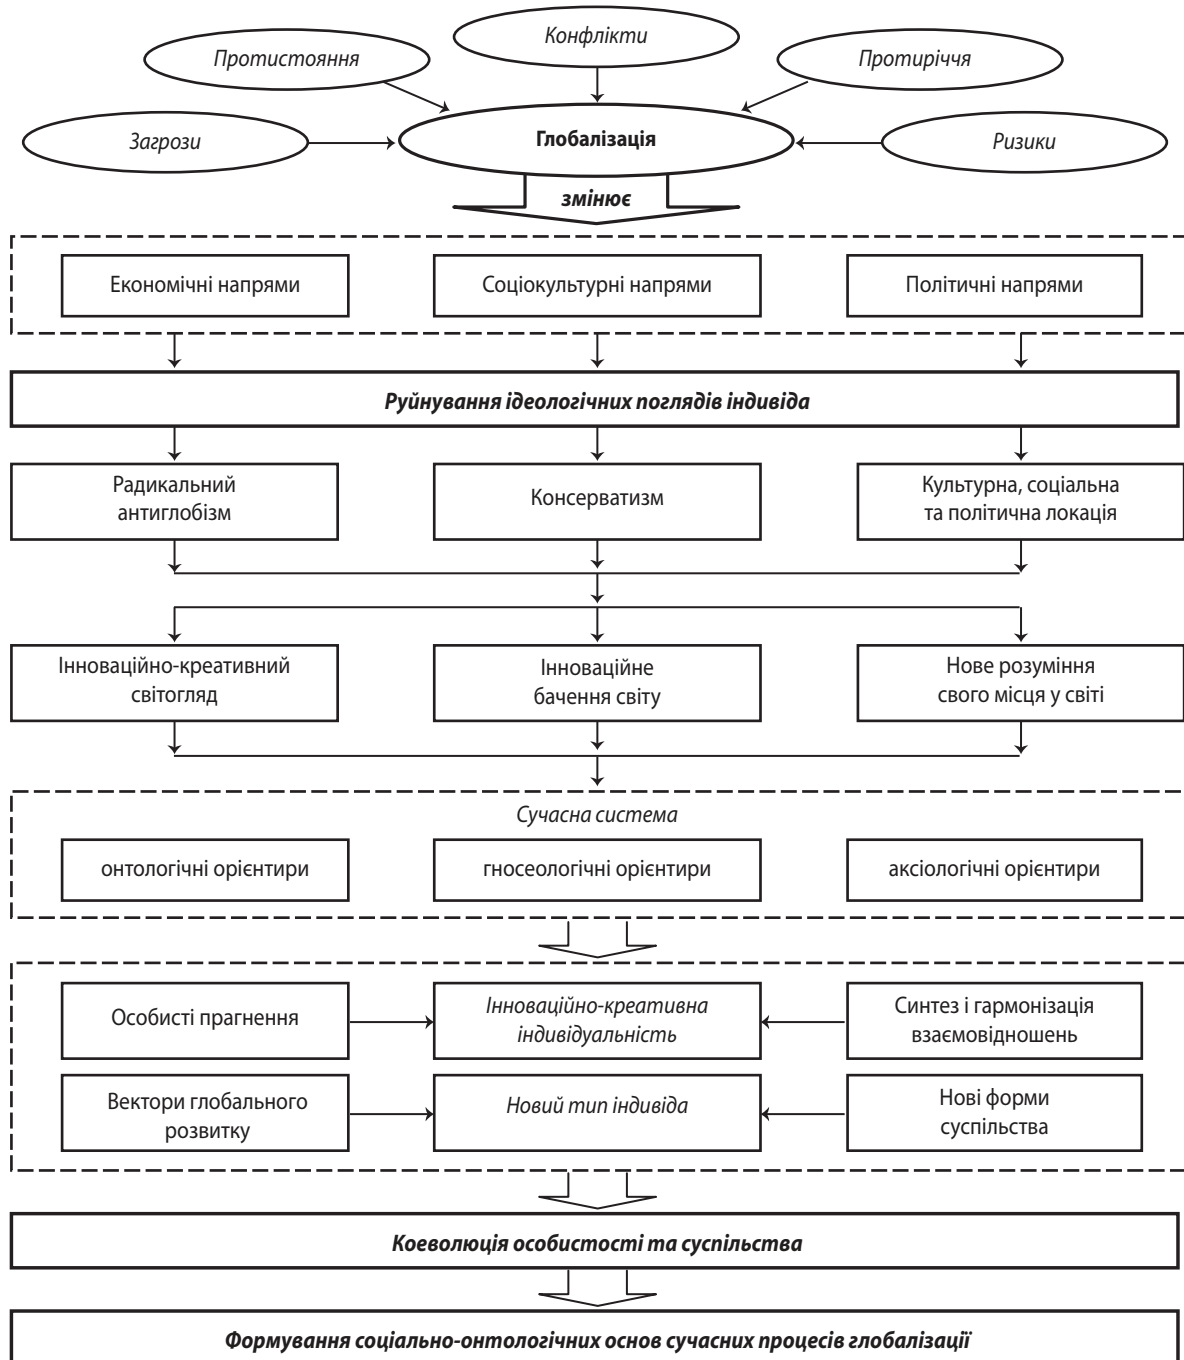 Конфлікти
Протистояння
Протиріччя
Загрози
Глобалізація
Ризики
змінює
Економічні напрями
Соціокультурні напрями
Політичні напрями
Руйнування ідеологічних поглядів індивіда
Радикальний
антиглобізм
Консерватизм
Культурна, соціальна
та політична локація
Інноваційно-креативний
світогляд
Інноваційне
бачення світу
Нове розуміння
свого місця у світі
Сучасна система
онтологічні орієнтири
гносеологічні орієнтири
аксіологічні орієнтири
Особисті прагнення
Інноваційно-креативна
індивідуальність
Синтез і гармонізація
взаємовідношень
Вектори глобального
розвитку
Новий тип індивіда
Нові форми
суспільства
Коеволюція особистості та суспільства
Формування соціально-онтологічних основ сучасних процесів глобалізації